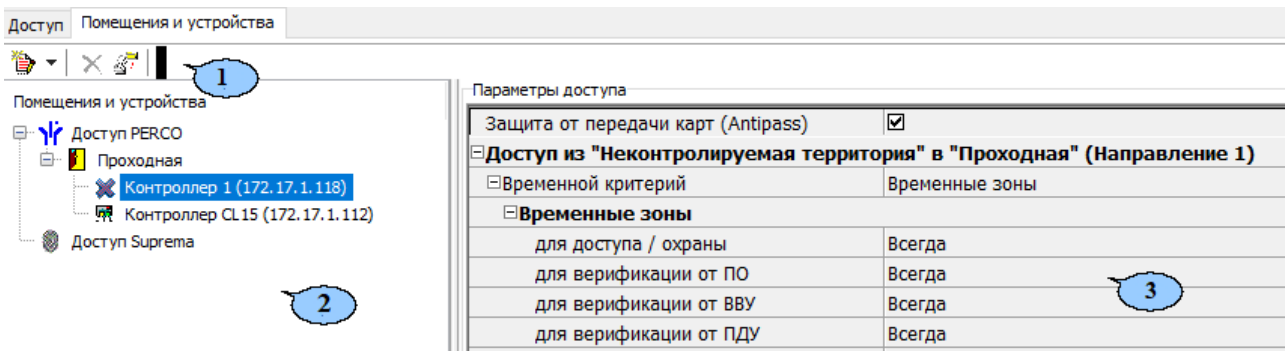 Доступ Помещения и устройства
1
Помещения и устройства
Доступ PERCO
Проходная
Контроллер 1 (172.17.1.118)
Контроллер CL15 (172.17.1.112)
Доступ Suprema
2
Параметры доступа
Защита от передачи карт (Antipass)
Доступ из "Неконтролируемая территория" в "Проходная" (Направление 1)
Временной критерий Временные зоны
Временные зоны
для доступа / охраны Всегда
для верификации от ПО Всегда
для верификации от ВВУ Всегда
для верификации от ПДУ Всегда
3